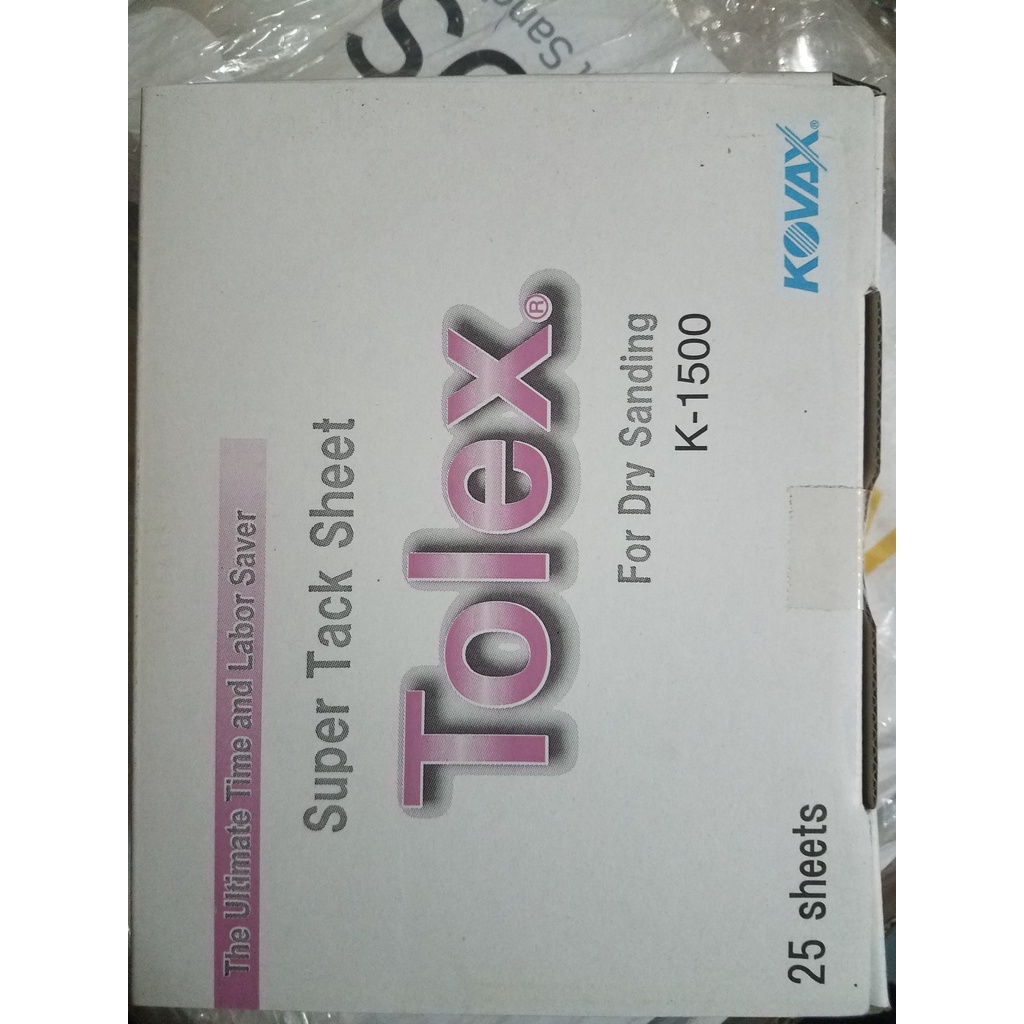 The Ultimate Time and Labor Saver
Super Tack Sheet
Tolex®
For Dry Sanding
K-1500
25 sheets
KOVAX®